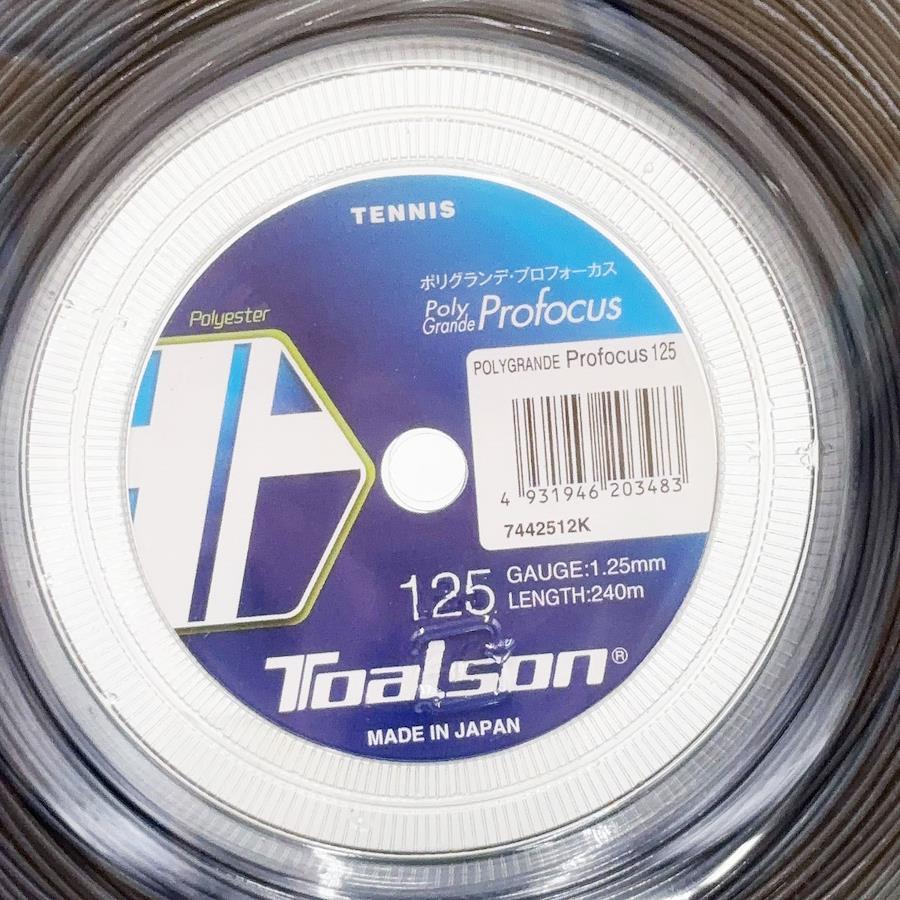 TENNIS
ポリグランデ・プロフォーカス
Poly Grande Profocus
Polyester
POLYGRANDE Profocus 125
4 931946 203483
7442512K
125
GAUGE:1.25mm
LENGTH:240m
Toalson®
MADE IN JAPAN